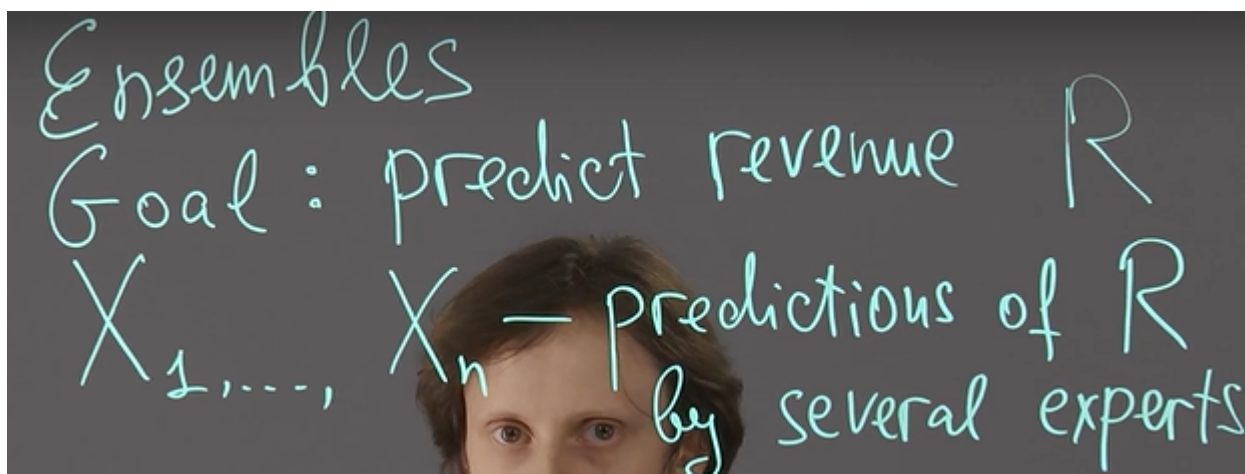 Ensembles
Goal: predict revenue R
X1,..., Xn — predictions of R
by several experts